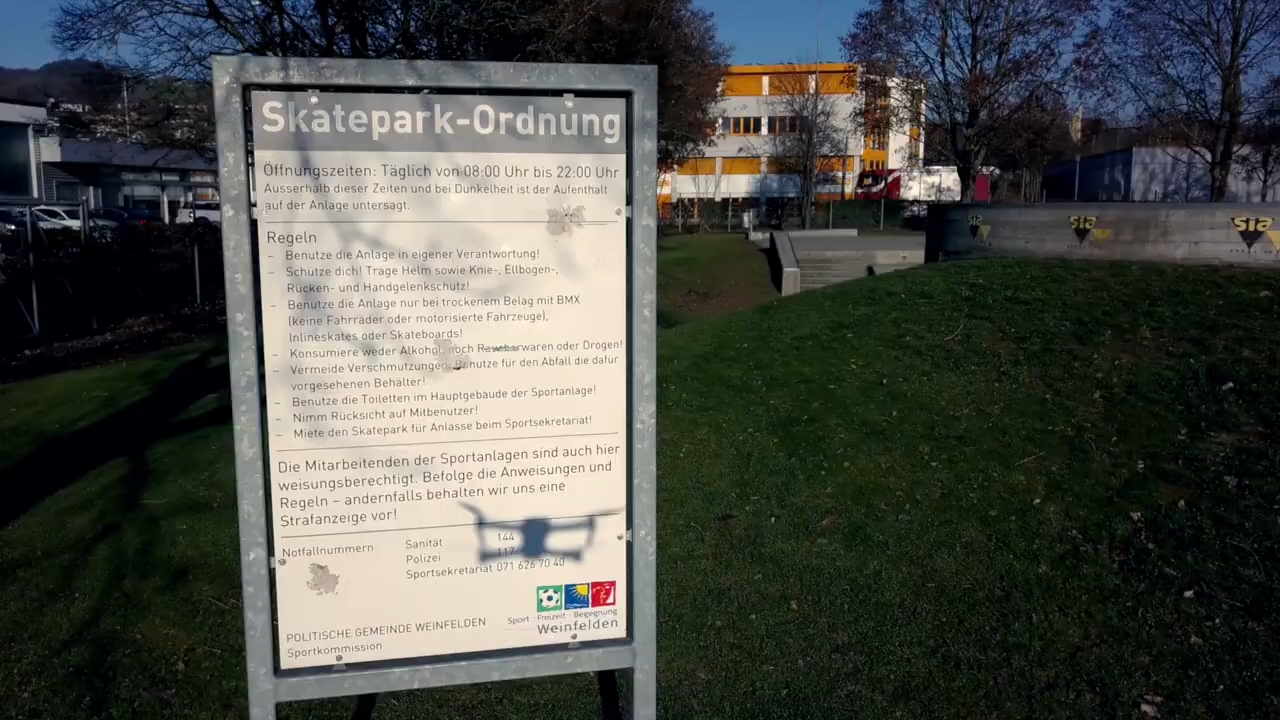 Skatepark-Ordnung
Öffnungszeiten: Täglich von 08:00 Uhr bis 22:00 Uhr
Ausserhalb dieser Zeiten und bei Dunkelheit ist der Aufenthalt
auf der Anlage untersagt.
Regeln
– Benutze die Anlage in eigener Verantwortung!
– Schütze dich! Trage Helm sowie Knie-, Ellbogen-,
Rücken- und Handgelenkschutz!
– Benutze die Anlage nur bei trockenem Belag mit BMX
(keine Fahrräder oder motorisierte Fahrzeuge),
Inlineskates oder Skateboards!
– Konsumiere weder Alkohol, noch Raucherwaren oder Drogen!
– Vermeide Verschmutzungen. Benutze für den Abfall die dafür
vorgesehenen Behälter!
– Benutze die Toiletten im Hauptgebäude der Sportanlage!
– Nimm Rücksicht auf Mitbenutzer!
– Miete den Skatepark für Anlässe beim Sportsekretariat!
Die Mitarbeitenden der Sportanlagen sind auch hier
weisungsberechtigt. Befolge die Anweisungen und
Regeln – andernfalls behalten wir uns eine
Strafanzeige vor!
Notfallnummern Sanität 144
Polizei 117
Sportsekretariat 071 626 70 40
Sport · Freizeit · Begegnung
Weinfelden
POLITISCHE GEMEINDE WEINFELDEN
Sportkommission
sia
sia
sia